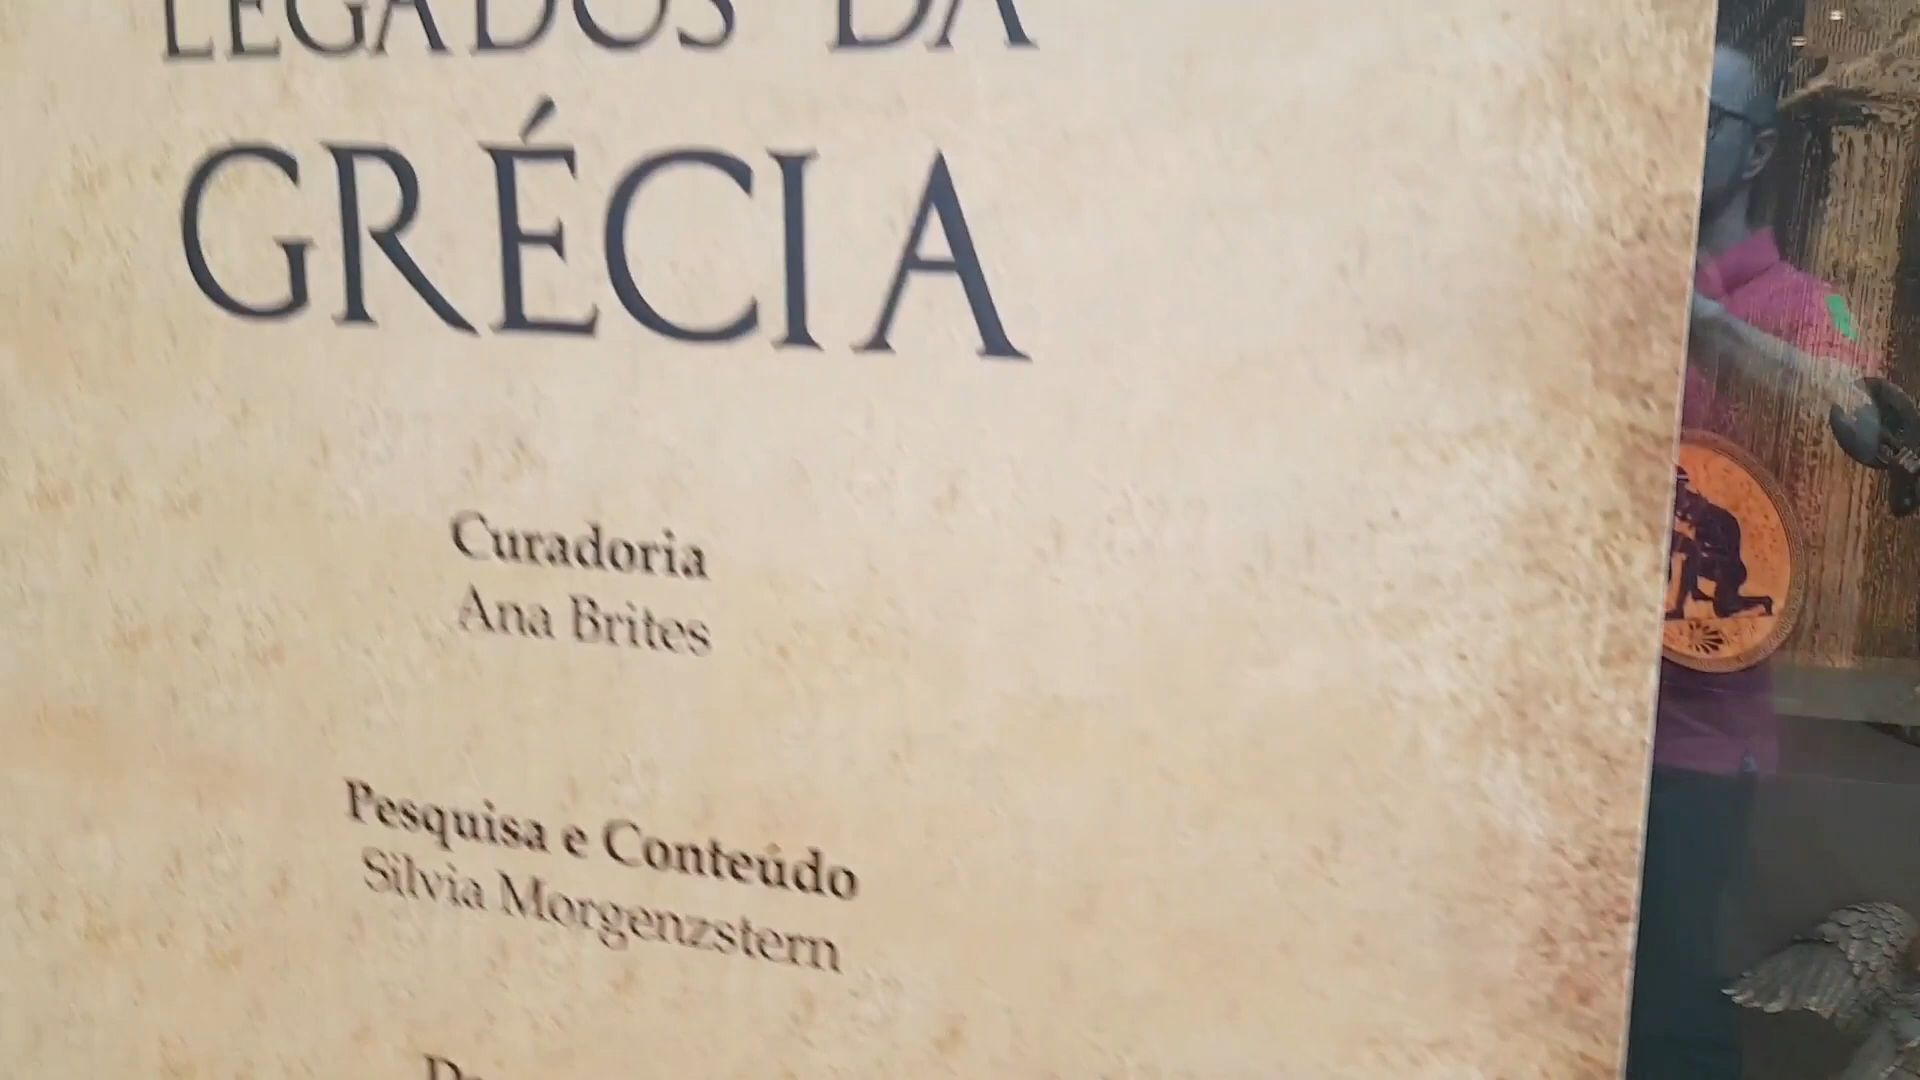 LEGADOS DA
GRÉCIA
Curadoria
Ana Brites
Pesquisa e Conteúdo
Silvia Morgenzstern